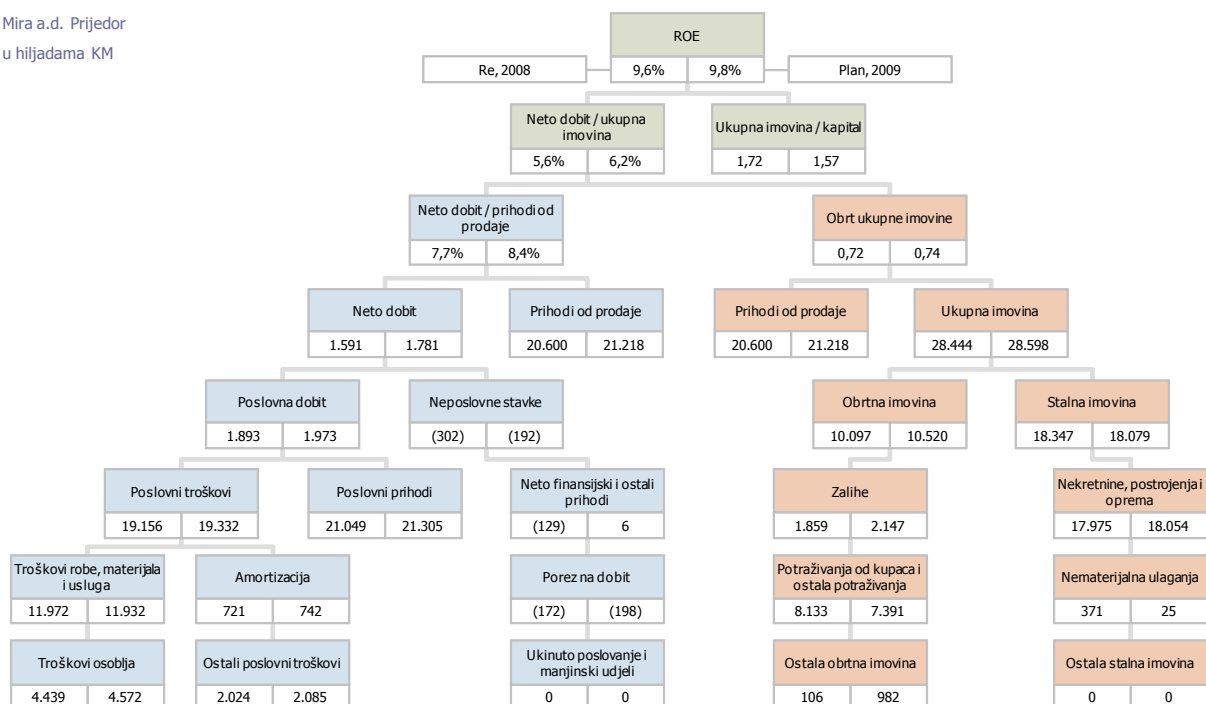 Mira a.d. Prijedor
u hiljadama KM
ROE
Re, 2008
9,6%
9,8%
Plan, 2009
Neto dobit / ukupna
imovina
5,6%
6,2%
Ukupna imovina / kapital
1,72
1,57
Neto dobit / prihodi od
prodaje
7,7%
8,4%
Obrt ukupne imovine
0,72
0,74
Neto dobit
1.591
1.781
Prihodi od prodaje
20.600
21.218
Prihodi od prodaje
20.600
21.218
Ukupna imovina
28.444
28.598
Poslovna dobit
1.893
1.973
Neposlovne stavke
(302)
(192)
Obrtna imovina
10.097
10.520
Stalna imovina
18.347
18.079
Poslovni troškovi
19.156
19.332
Poslovni prihodi
21.049
21.305
Neto finansijski i ostali
prihodi
(129)
6
Zalihe
1.859
2.147
Nekretnine, postrojenja i
oprema
17.975
18.054
Troškovi robe, materijala
i usluga
11.972
11.932
Amortizacija
721
742
Porez na dobit
(172)
(198)
Potraživanja od kupaca i
ostala potraživanja
8.133
7.391
Nematerijalna ulaganja
371
25
Troškovi osoblja
4.439
4.572
Ostali poslovni troškovi
2.024
2.085
Ukinuto poslovanje i
manjinski udjeli
0
0
Ostala obrtna imovina
106
982
Ostala stalna imovina
0
0